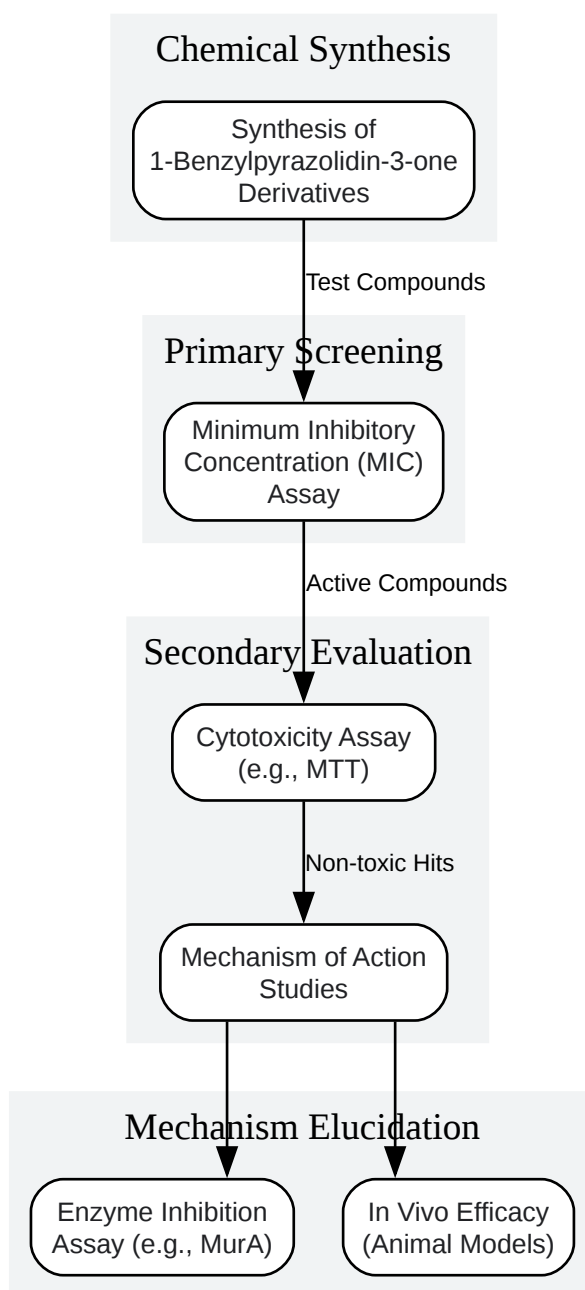 Chemical Synthesis
Synthesis of
1-Benzylpyrazolidin-3-one
Derivatives
Test Compounds
Primary Screening
Minimum Inhibitory
Concentration (MIC)
Assay
Active Compounds
Secondary Evaluation
Cytotoxicity Assay
(e.g., MTT)
Non-toxic Hits
Mechanism of Action
Studies
Mechanism Elucidation
Enzyme Inhibition
Assay (e.g., MurA)
In Vivo Efficacy
(Animal Models)